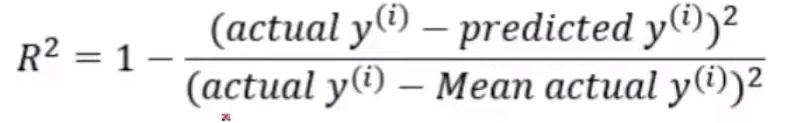 R² = 1 − (actual y⁽ⁱ⁾ − predicted y⁽ⁱ⁾)² / (actual y⁽ⁱ⁾ − Mean actual y⁽ⁱ⁾)²